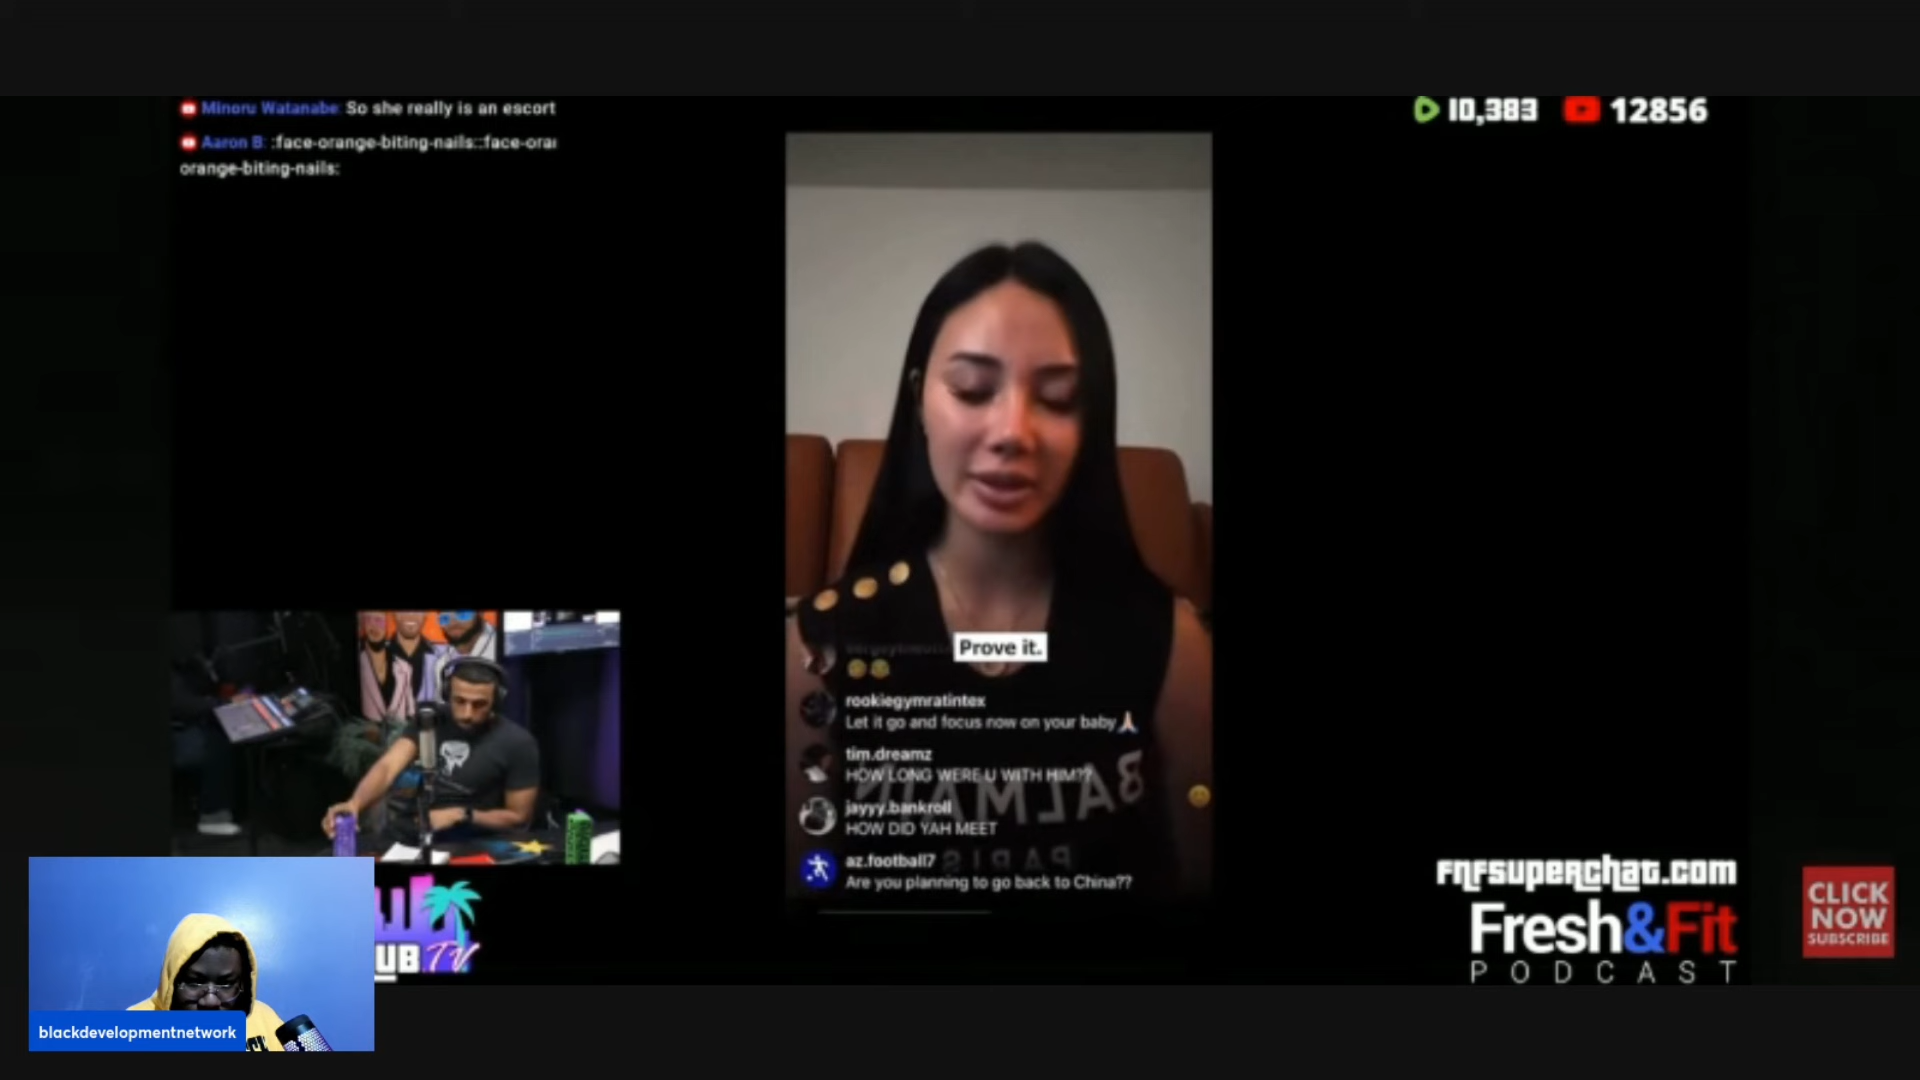 Minoru Watanabe: So she really is an escort
Aaron B: :face-orange-biting-nails::face-orai
orange-biting-nails:
10,383 12856
Prove it.
rookiegymratintex
Let it go and focus now on your baby
tim.dreamz
HOW LONG WERE U WITH HIM??
jayyy.bankroll
HOW DID YAH MEET
az.football7
Are you planning to go back to China??
BALMAIN
PARIS
UB TV
blackdevelopmentnetwork
fnfsuperchat.com
Fresh&Fit
PODCAST
CLICK
NOW
SUBSCRIBE